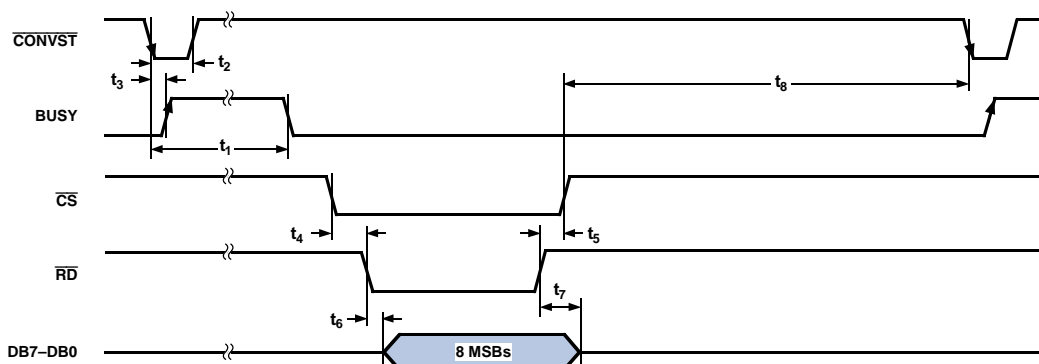 CONVST
t2
t3
t8
BUSY
t1
CS
t4
t5
RD
t7
t6
DB7–DB0
8 MSBs